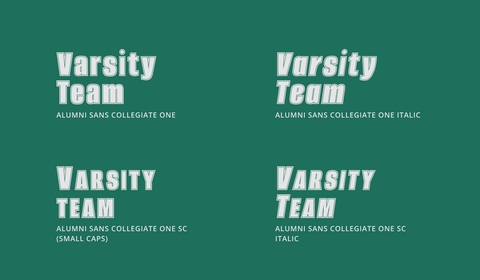 Varsity
Team
ALUMNI SANS COLLEGIATE ONE
Varsity
Team
ALUMNI SANS COLLEGIATE ONE ITALIC
VARSITY
TEAM
ALUMNI SANS COLLEGIATE ONE SC
(SMALL CAPS)
VARSITY
TEAM
ALUMNI SANS COLLEGIATE ONE SC
ITALIC